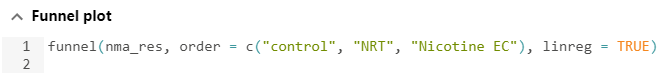 Funnel plot
1 funnel(nma_res, order = c("control", "NRT", "Nicotine EC"), linreg = TRUE)
2